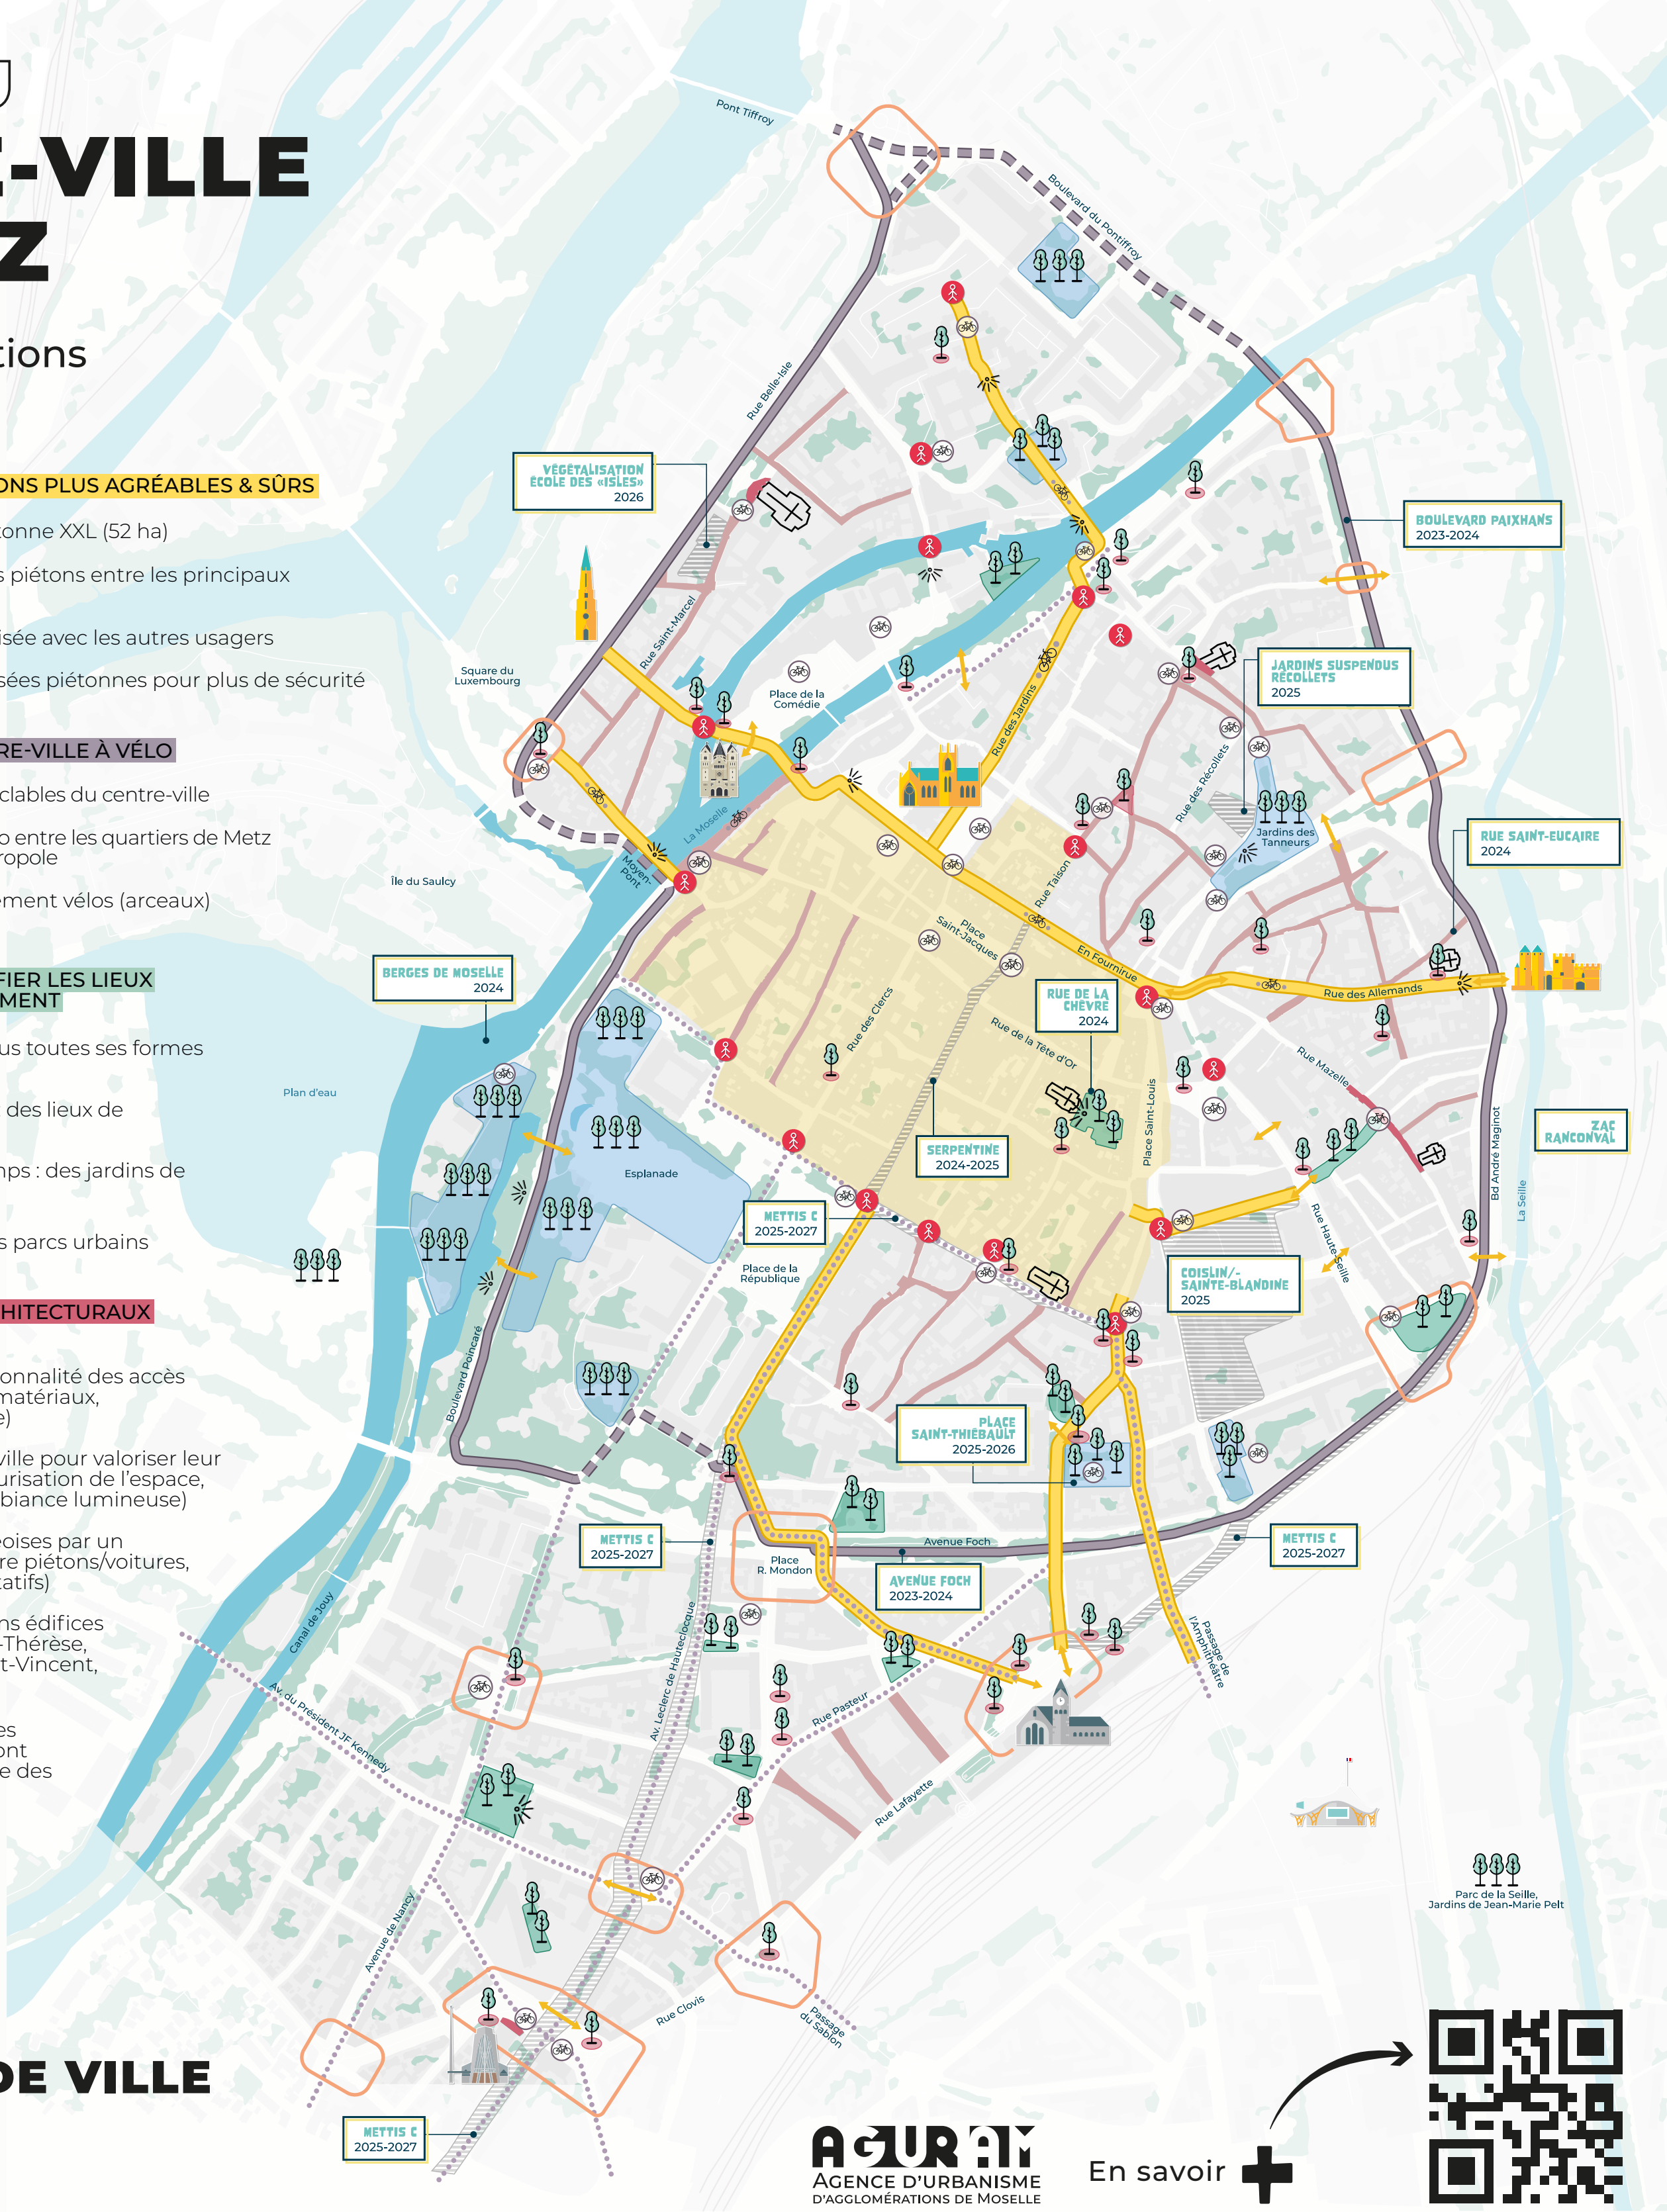 E-VILLE
Z
tions
ONS PLUS AGRÉABLES & SÛRS
tonne XXL (52 ha)
s piétons entre les principaux
isée avec les autres usagers
sées piétonnes pour plus de sécurité
RE-VILLE À VÉLO
clables du centre-ville
o entre les quartiers de Metz
ropole
ement vélos (arceaux)
FIER LES LIEUX
MENT
us toutes ses formes
t des lieux de
mps : des jardins de
s parcs urbains
CHITECTURAUX
onnalité des accès
matériaux,
e)
ville pour valoriser leur
urisation de l'espace,
biance lumineuse)
eoises par un
re piétons/voitures,
tatifs)
ns édifices
-Thérèse,
t-Vincent,
es
ont
e des
DE VILLE
Pont Tiffroy
Boulevard du Pontiffroy
Rue Belle-Isle
VÉGÉTALISATION
ÉCOLE DES «ISLES»
2026
BOULEVARD PAIXHANS
2023-2024
Rue Saint-Marcel
Square du
Luxembourg
Place de la
Comédie
JARDINS SUSPENDUS
RÉCOLLETS
2025
Rue des Jardins
Rue des Récollets
La Moselle
Jardins des
Tanneurs
RUE SAINT-EUCAIRE
2024
Île du Saulcy
Moyen-
Pont
Rue Taison
Place
Saint-Jacques
En Fournirue
BERGES DE MOSELLE
2024
RUE DE LA
CHÈVRE
2024
Rue des Allemands
Rue des Clercs
Rue de la Tête d'Or
Rue Mazelle
Plan d'eau
Place Saint-Louis
Bd André Maginot
ZAC
RANCONVAL
SERPENTINE
2024-2025
Esplanade
La Seille
METTIS C
2025-2027
Rue Haute-Seille
Place de la
République
COISLIN/-
SAINTE-BLANDINE
2025
Boulevard Poincaré
PLACE
SAINT-THIÉBAULT
2025-2026
METTIS C
2025-2027
Avenue Foch
METTIS C
2025-2027
Place
R. Mondon
AVENUE FOCH
2023-2024
Canal de Jouy
Av. Leclerc de Hauteclocque
Passage de
l'Amphithéâtre
Av. du Président JF Kennedy
Rue Pasteur
Rue Lafayette
Parc de la Seille,
Jardins de Jean-Marie Pelt
Avenue de Nancy
Rue Clovis
Passage
du Sablon
METTIS C
2025-2027
AGURAM
AGENCE D'URBANISME
D'AGGLOMÉRATIONS DE MOSELLE
En savoir +